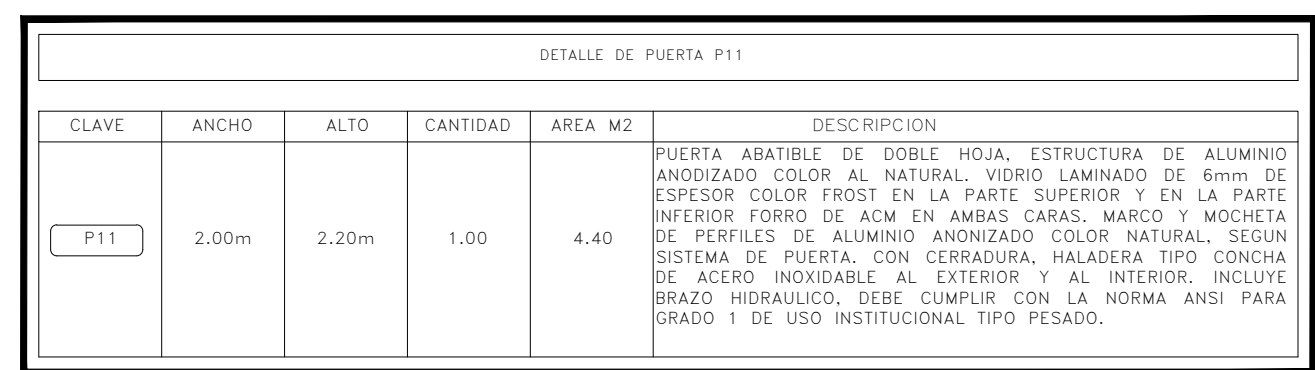 DETALLE DE PUERTA P11
CLAVE ANCHO ALTO CANTIDAD AREA M2 DESCRIPCION
P11 2.00m 2.20m 1.00 4.40
PUERTA ABATIBLE DE DOBLE HOJA, ESTRUCTURA DE ALUMINIO
ANODIZADO COLOR AL NATURAL. VIDRIO LAMINADO DE 6mm DE
ESPESOR COLOR FROST EN LA PARTE SUPERIOR Y EN LA PARTE
INFERIOR FORRO DE ACM EN AMBAS CARAS. MARCO Y MOCHETA
DE PERFILES DE ALUMINIO ANONIZADO COLOR NATURAL, SEGUN
SISTEMA DE PUERTA. CON CERRADURA, HALADERA TIPO CONCHA
DE ACERO INOXIDABLE AL EXTERIOR Y AL INTERIOR. INCLUYE
BRAZO HIDRAULICO, DEBE CUMPLIR CON LA NORMA ANSI PARA
GRADO 1 DE USO INSTITUCIONAL TIPO PESADO.